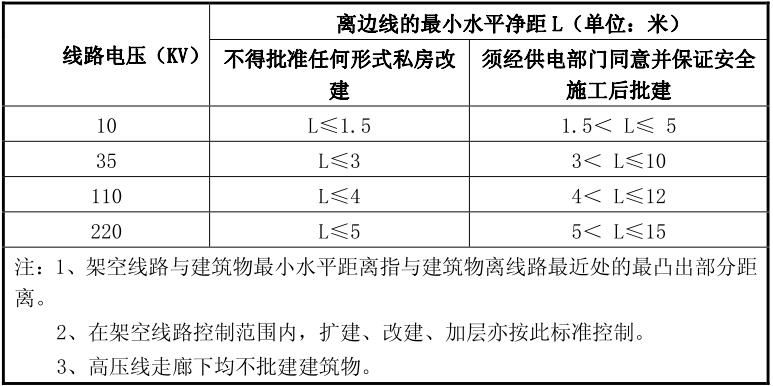 离边线的最小水平净距 L（单位：米）
线路电压（KV）
不得批准任何形式私房改建
须经供电部门同意并保证安全施工后批建
10 L≤1.5 1.5＜ L≤ 5
35 L≤3 3＜ L≤10
110 L≤4 4＜ L≤12
220 L≤5 5＜ L≤15
注：1、架空线路与建筑物最小水平距离指与建筑物离线路最近处的最凸出部分距
离。
2、在架空线路控制范围内，扩建、改建、加层亦按此标准控制。
3、高压线走廊下均不批建建筑物。